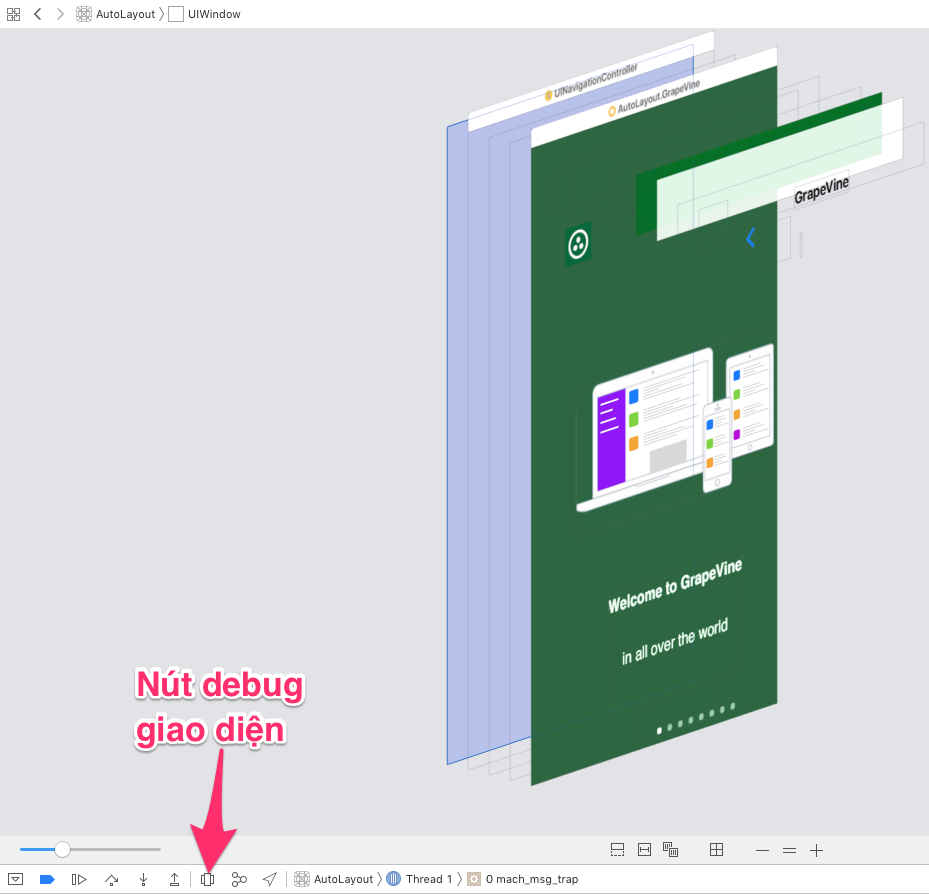 AutoLayout
UIWindow
UINavigationController
AutoLayout.GrapeVine
GrapeVine
Welcome to GrapeVine
in all over the world
Nút debug
giao diện
AutoLayout
Thread 1
0 mach_msg_trap